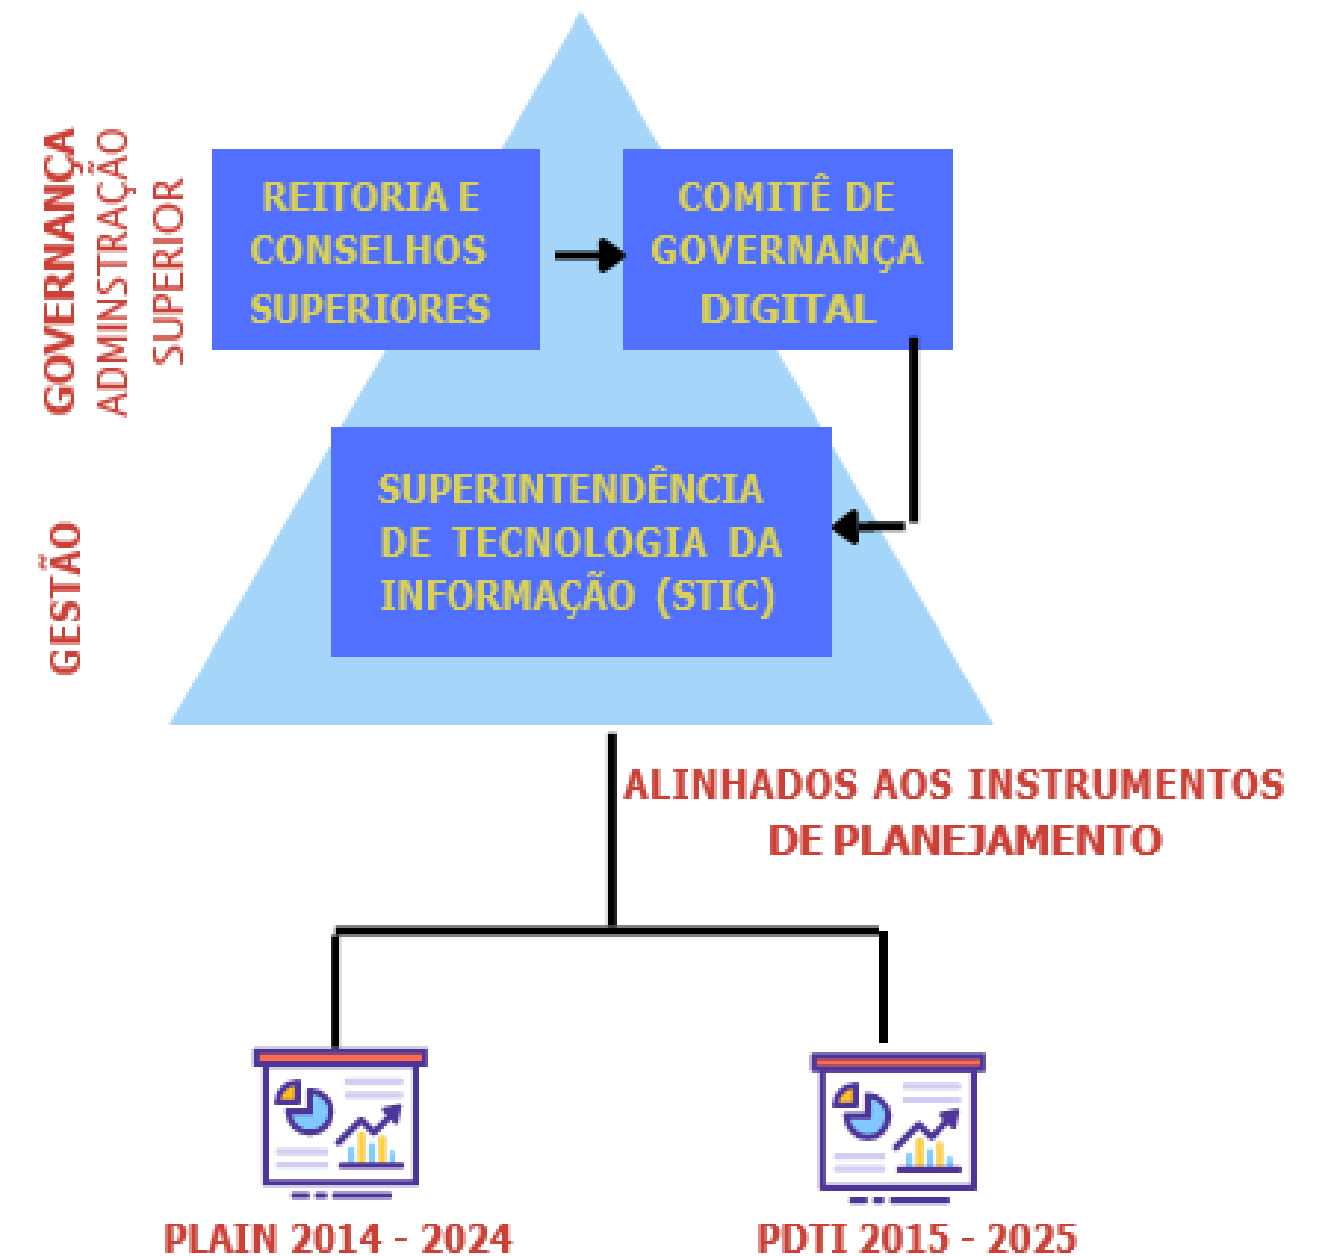 GOVERNANÇA
ADMINSTRAÇÃO
SUPERIOR
REITORIA E
CONSELHOS
SUPERIORES
COMITÊ DE
GOVERNANÇA
DIGITAL
GESTÃO
SUPERINTENDÊNCIA
DE TECNOLOGIA DA
INFORMAÇÃO (STIC)
ALINHADOS AOS INSTRUMENTOS
DE PLANEJAMENTO
PLAIN 2014 - 2024
PDTI 2015 - 2025